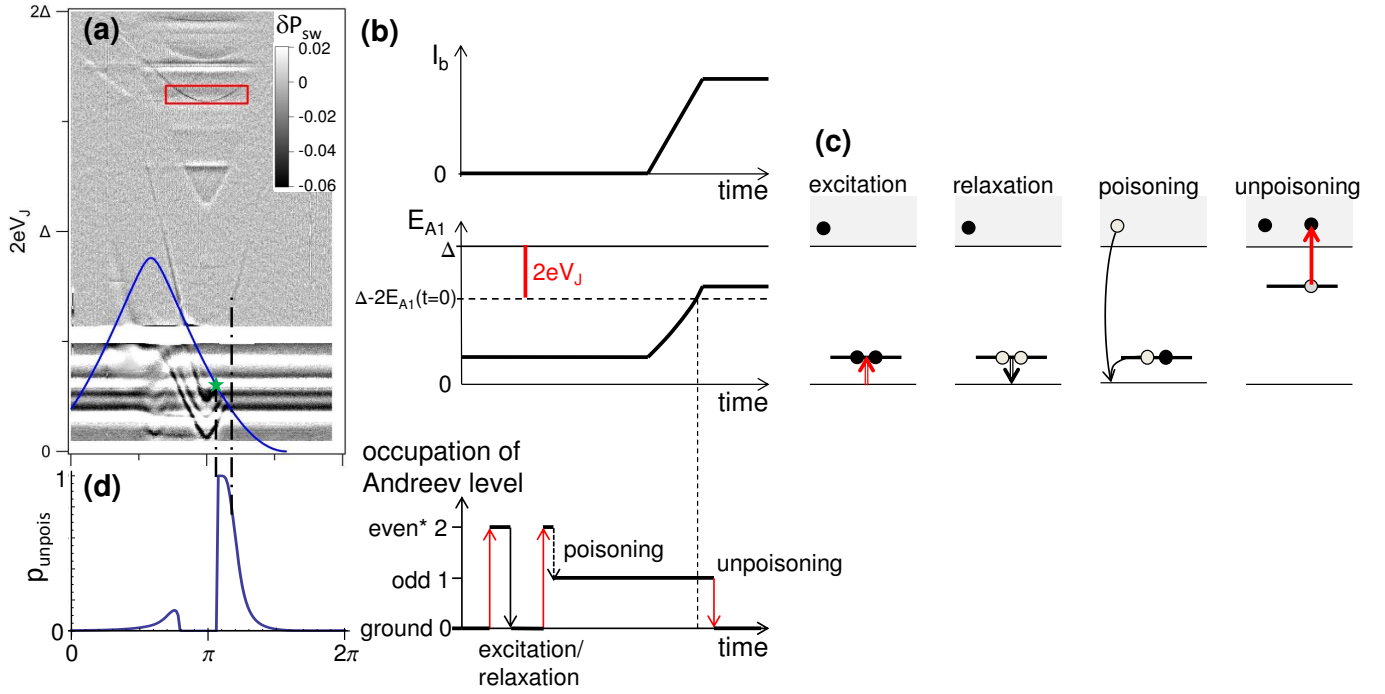 2Δ
(a)
δP_sw
0.02
0
-0.02
-0.04
-0.06
2eV_J
Δ
0
(b)
I_b
0
time
E_A1
Δ
2eV_J
Δ-2E_A1(t=0)
0
time
(c)
excitation
relaxation
poisoning
unpoisoning
(d)
1
p_unpois
0
0
π
2π
occupation of
Andreev level
even* 2
odd 1
ground 0
poisoning
unpoisoning
time
excitation/
relaxation